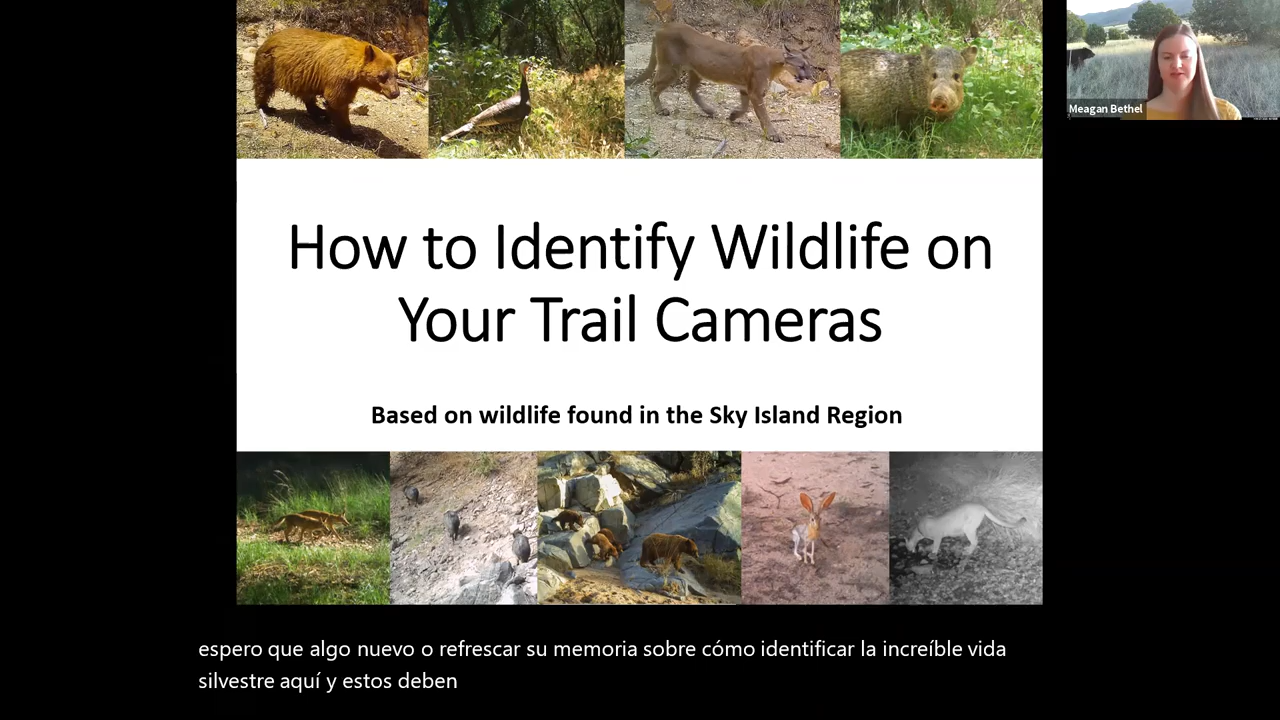 Meagan Bethel
How to Identify Wildlife on
Your Trail Cameras
Based on wildlife found in the Sky Island Region
espero que algo nuevo o refrescar su memoria sobre cómo identificar la increíble vida
silvestre aquí y estos deben